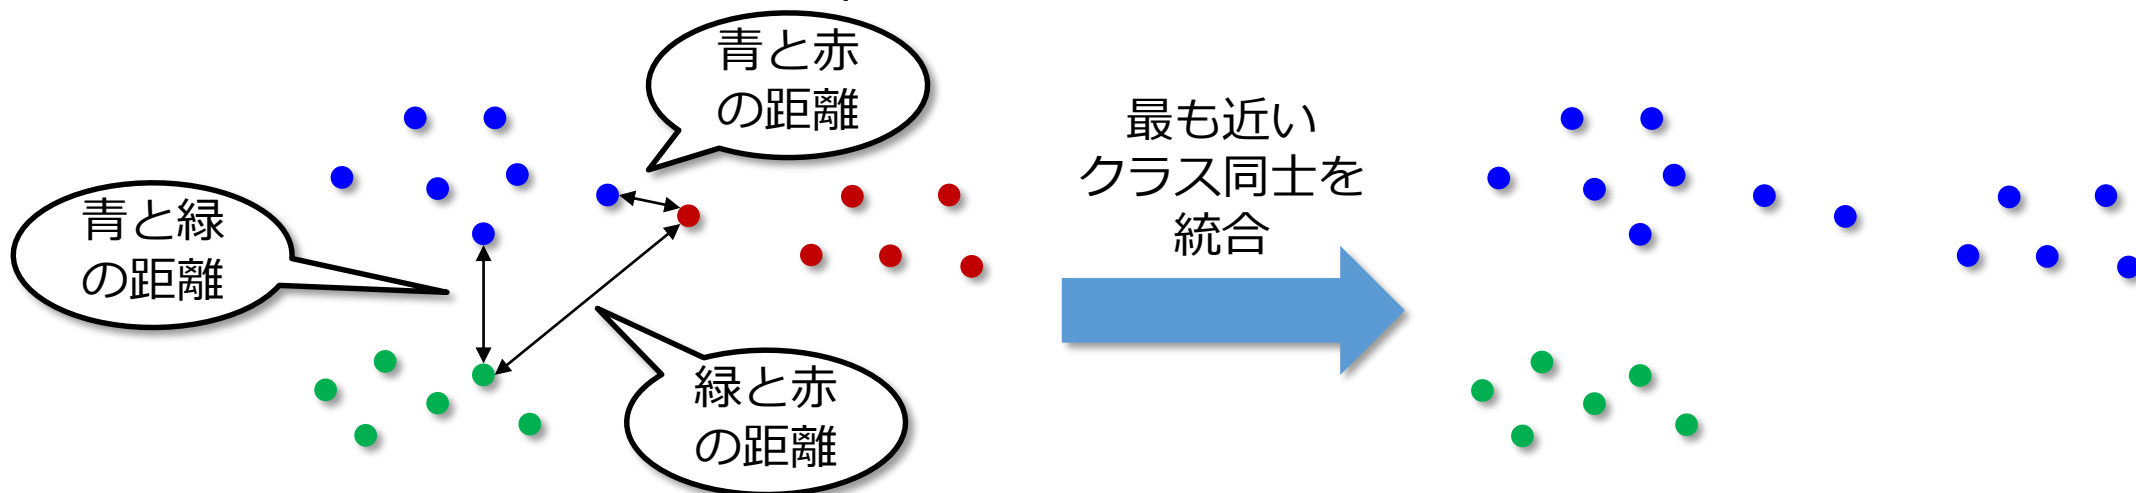 青と赤
の距離
青と緑
の距離
緑と赤
の距離
最も近い
クラス同士を
統合